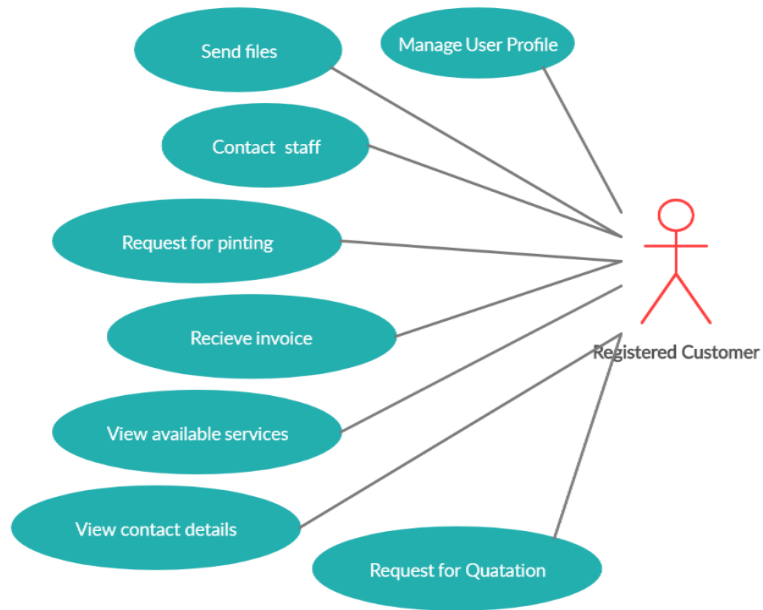 Send files
Manage User Profile
Contact staff
Request for pinting
Recieve invoice
Registered Customer
View available services
View contact details
Request for Quatation